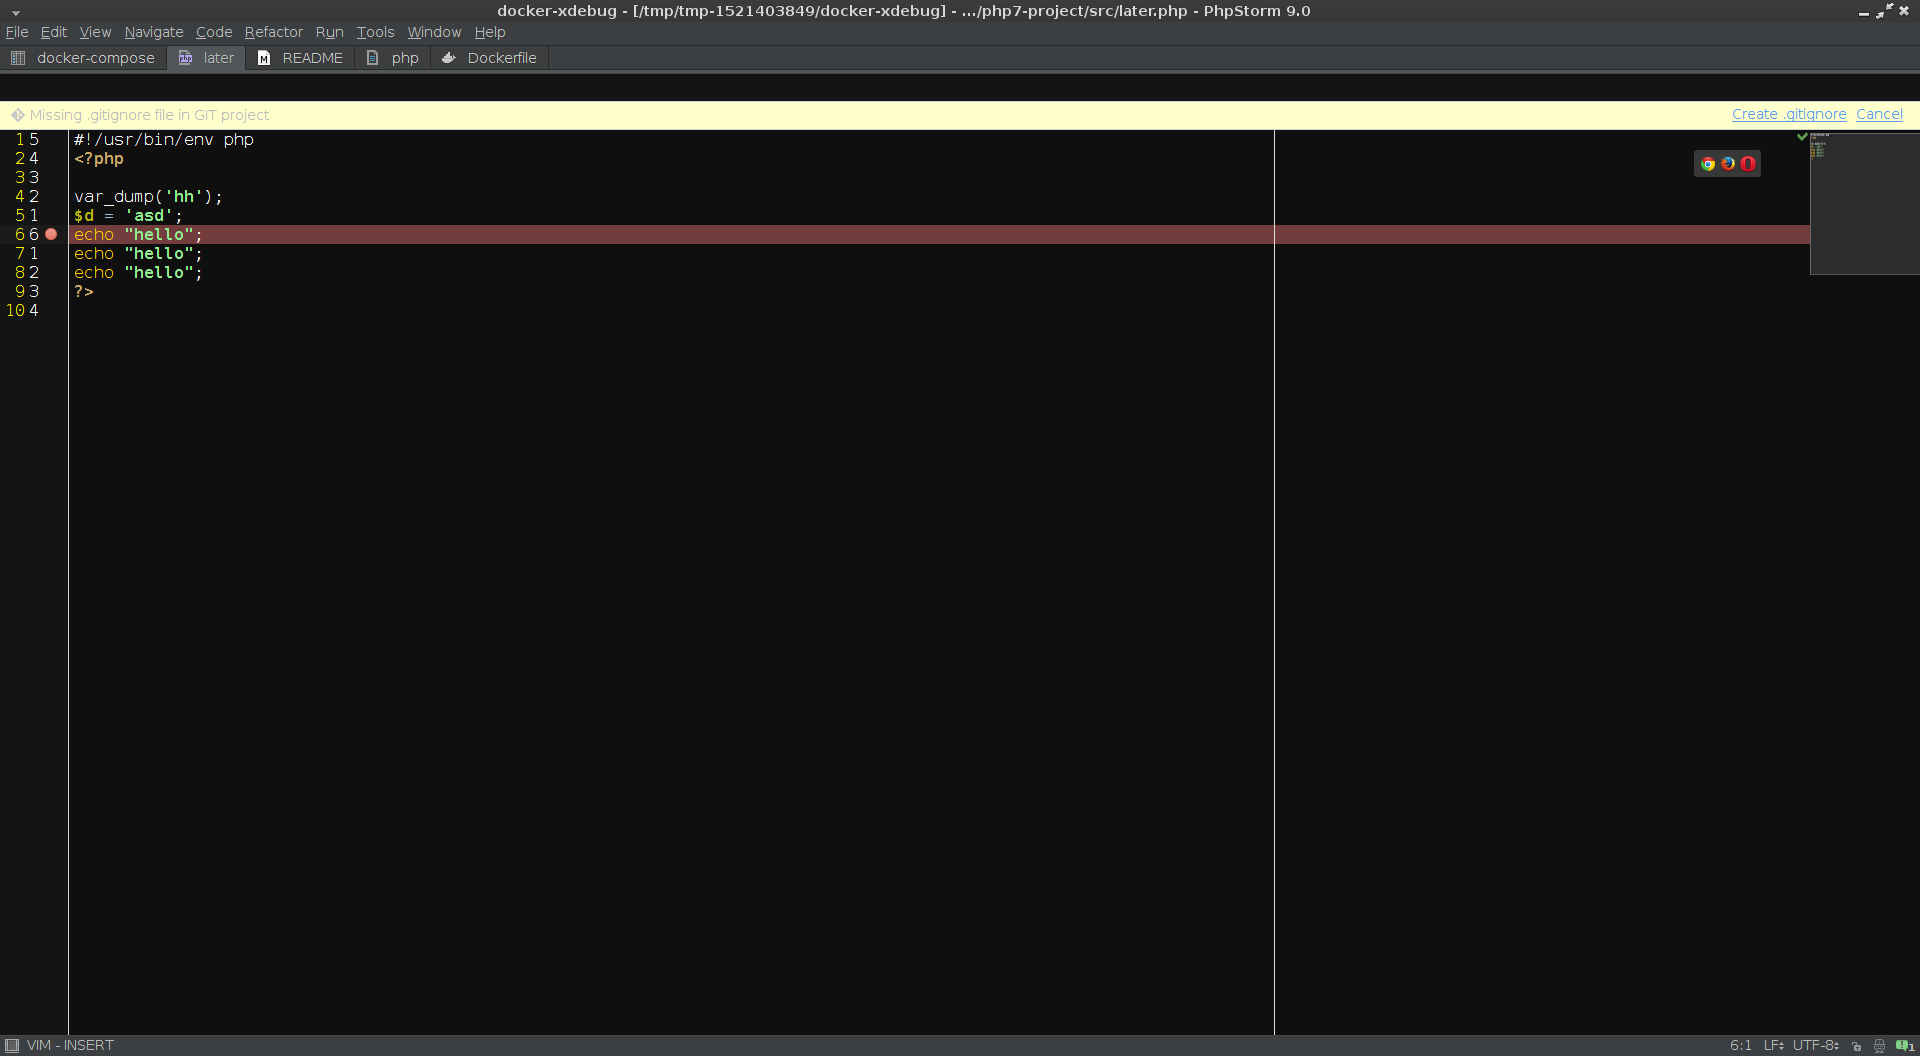 docker-xdebug - [/tmp/tmp-1521403849/docker-xdebug] - .../php7-project/src/later.php - PhpStorm 9.0
File Edit View Navigate Code Refactor Run Tools Window Help
docker-compose later README php Dockerfile
Missing .gitignore file in GIT project Create .gitignore Cancel
1 5 #!/usr/bin/env php
2 4 <?php
3 3
4 2 var_dump('hh');
5 1 $d = 'asd';
6 6 echo "hello";
7 1 echo "hello";
8 2 echo "hello";
9 3 ?>
10 4
VIM - INSERT 6:1 LF UTF-8 1